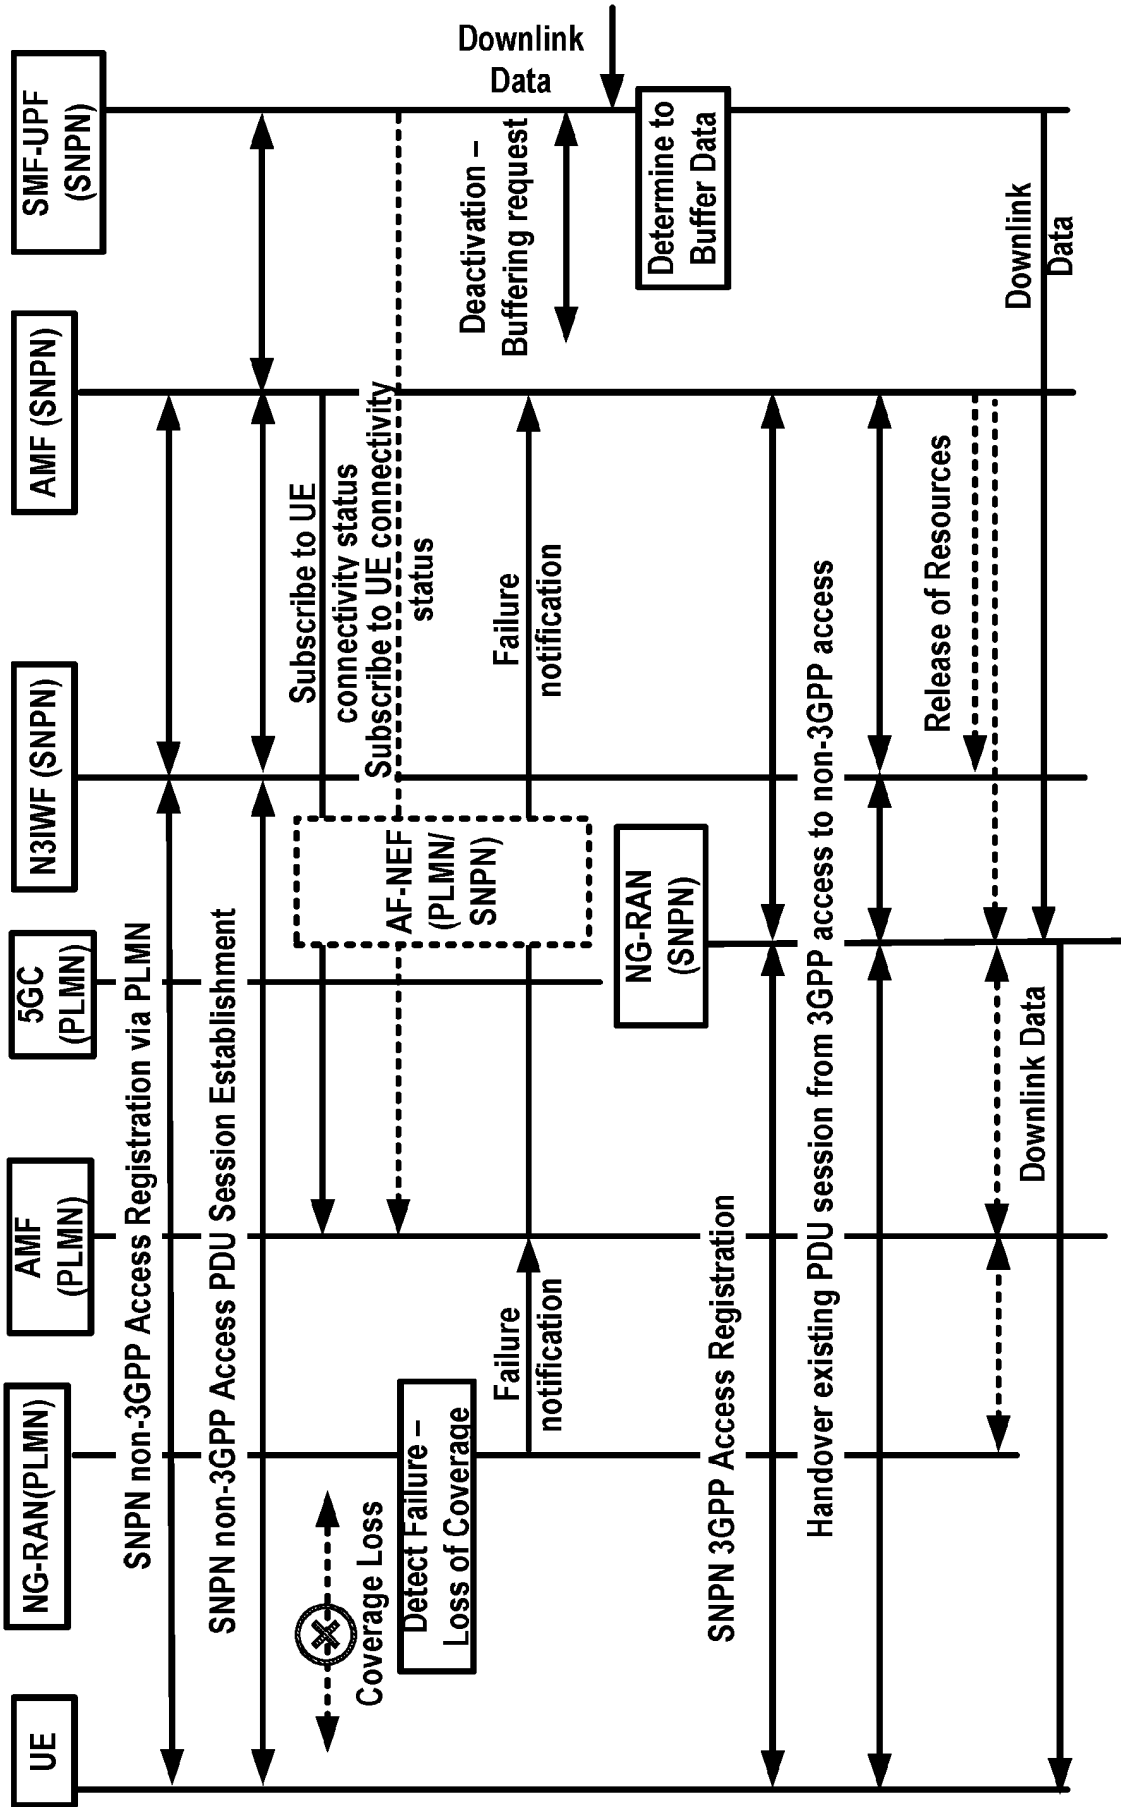 UE
NG-RAN(PLMN)
AMF
(PLMN)
5GC
(PLMN)
N3IWF (SNPN)
AMF (SNPN)
SMF-UPF
(SNPN)
SNPN non-3GPP Access Registration via PLMN
SNPN non-3GPP Access PDU Session Establishment
Subscribe to UE
connectivity status
Subscribe to UE connectivity
status
Coverage Loss
AF-NEF
(PLMN/
SNPN)
Detect Failure –
Loss of Coverage
Failure
notification
Failure
notification
Deactivation –
Buffering request
Downlink
Data
Determine to
Buffer Data
NG-RAN
(SNPN)
SNPN 3GPP Access Registration
Handover existing PDU session from 3GPP access to non-3GPP access
Release of Resources
Downlink
Data
Downlink Data